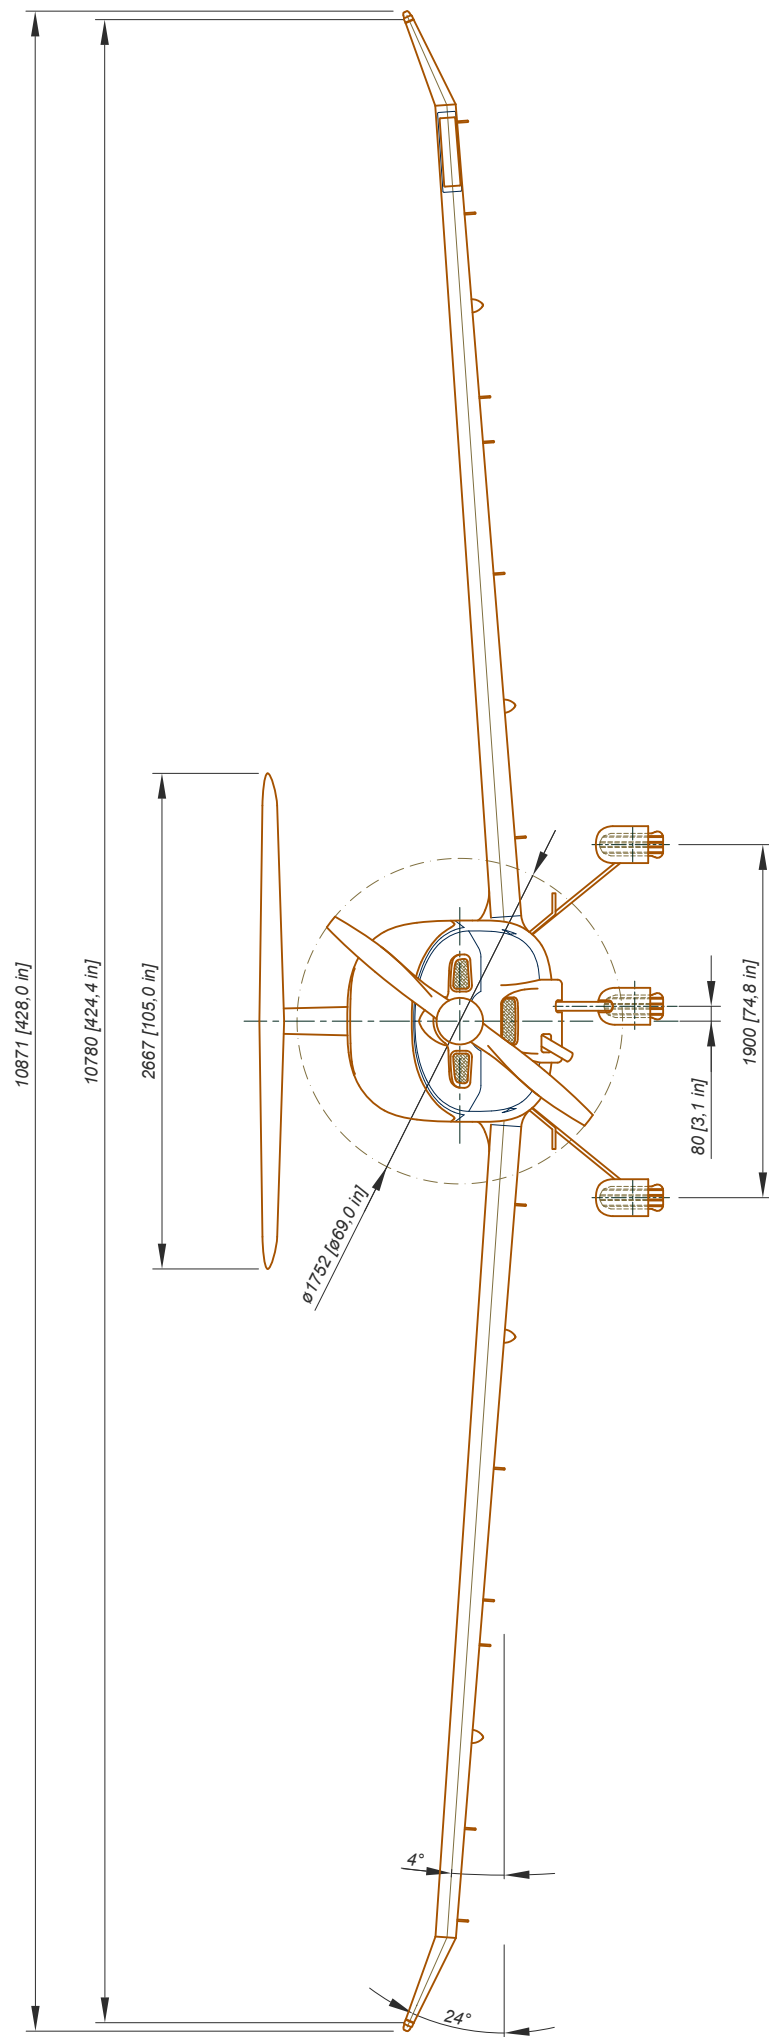 10871 [428,0 in]
10780 [424,4 in]
2667 [105,0 in]
ø1752 [ø69,0 in]
80 [3,1 in]
1900 [74,8 in]
4°
24°